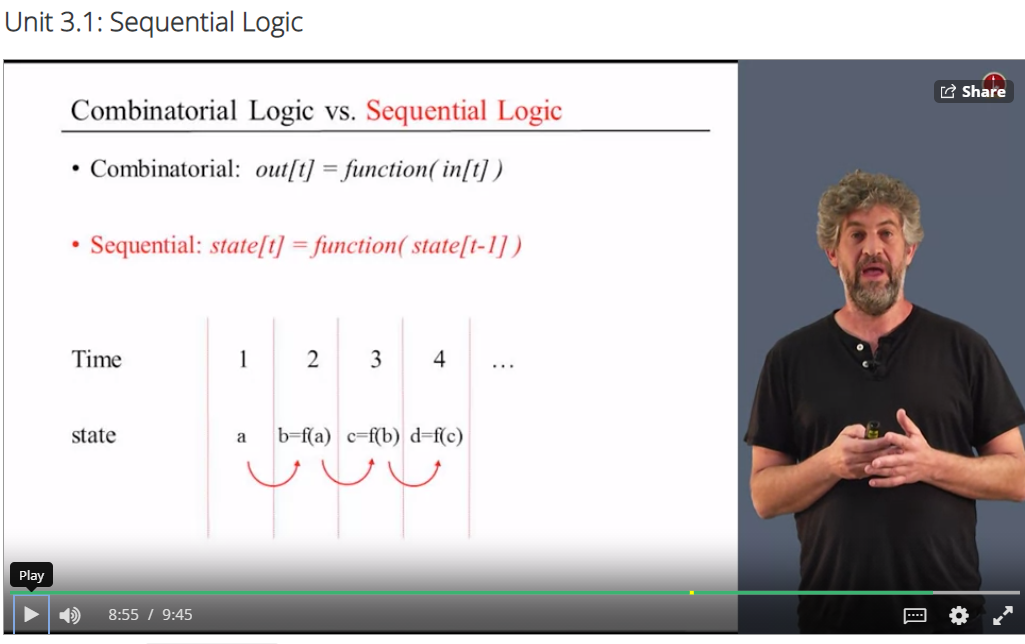 Unit 3.1: Sequential Logic
Share
Combinatorial Logic vs. Sequential Logic
• Combinatorial: out[t] = function( in[t] )
• Sequential: state[t] = function( state[t-1] )
Time 1 2 3 4 ...
state a b=f(a) c=f(b) d=f(c)
Play
8:55 / 9:45